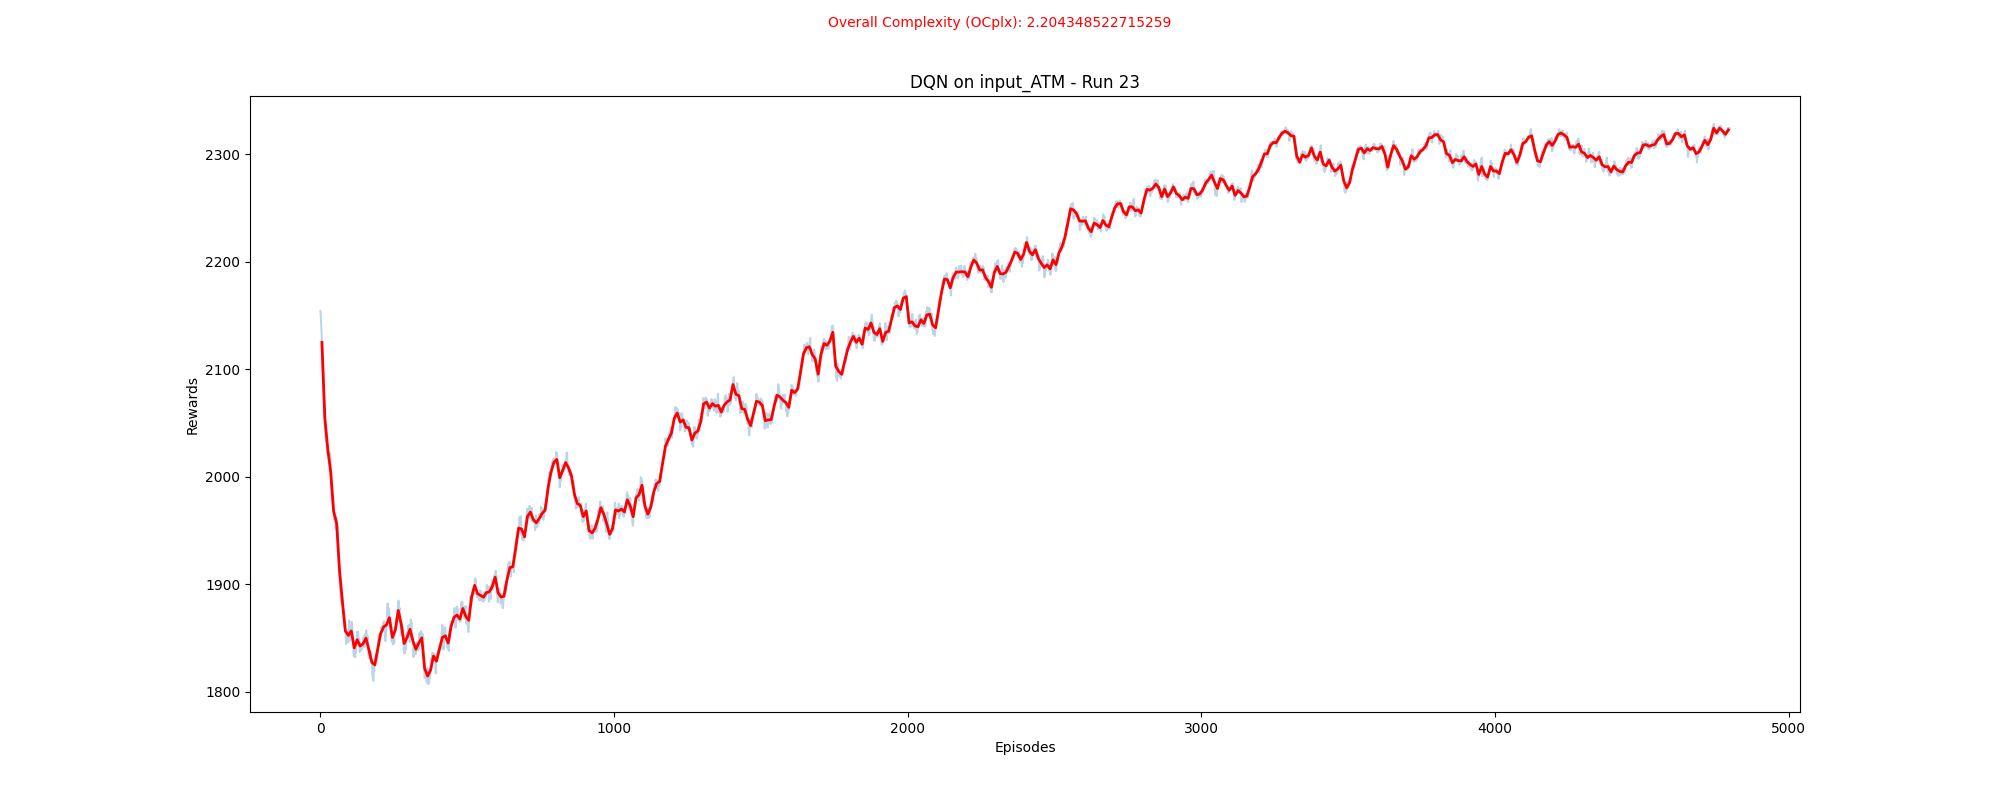 Overall Complexity (OCplx): 2.204348522715259
DQN on input_ATM - Run 23
Rewards
2300
2200
2100
2000
1900
1800
0 1000 2000 3000 4000 5000
Episodes